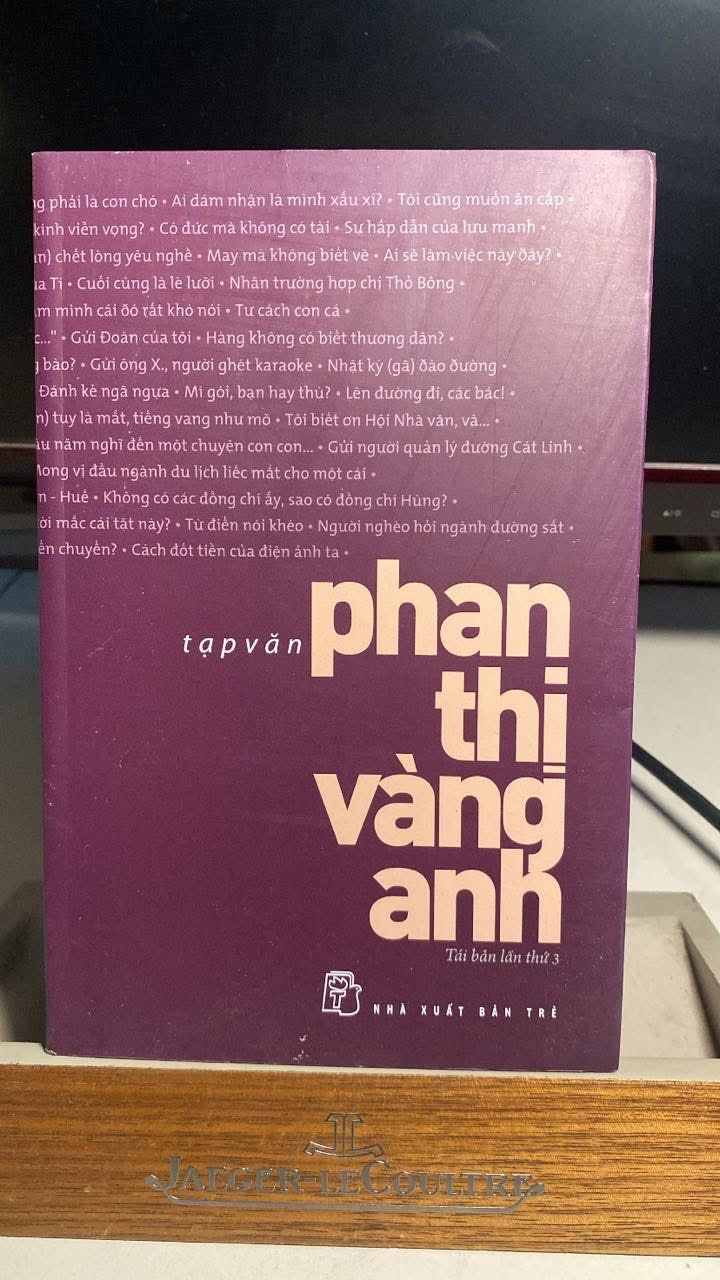 ng phải là con chó • Ai dám nhận là mình xấu xí? • Tôi cũng muốn ăn cắp •
kính viễn vọng? • Có đức mà không có tài • Sự hấp dẫn của lưu manh •
ăn) chết lòng yêu nghề • May mà không biết vẽ • Ai sẽ làm việc này đây? •
ủa Tí • Cuối cùng là lè lưỡi • Nhân trường hợp chị Thỏ Bông •
àm mình cái đó rất khó nói • Tư cách con cá •
c..." • Gửi Đoàn của tôi • Hàng không có biết thương dân? •
g bào? • Gửi ông X., người ghét karaoke • Nhật ký (gã) đào đường •
Đánh kẻ ngã ngựa • Mì gói, bạn hay thù? • Lên đường đi, các bác! •
n) tuy là mất, tiếng vang như mõ • Tôi biết ơn Hội Nhà văn, và... •
ầu năm nghĩ đến một chuyện con con... • Gửi người quản lý đường Cát Linh •
Mong vị đầu ngành du lịch liếc mắt cho một cái •
n - Huế • Không có các đồng chí ấy, sao có đồng chí Hùng? •
ời mắc cái tật này? • Từ điển nói khéo • Người nghèo hỏi ngành đường sắt •
ến chuyển? • Cách đốt tiền của điện ảnh ta •
tạp văn phan
thị
vàng
anh
Tái bản lần thứ 3
NHÀ XUẤT BẢN TRẺ
JAEGER-LECOULTRE